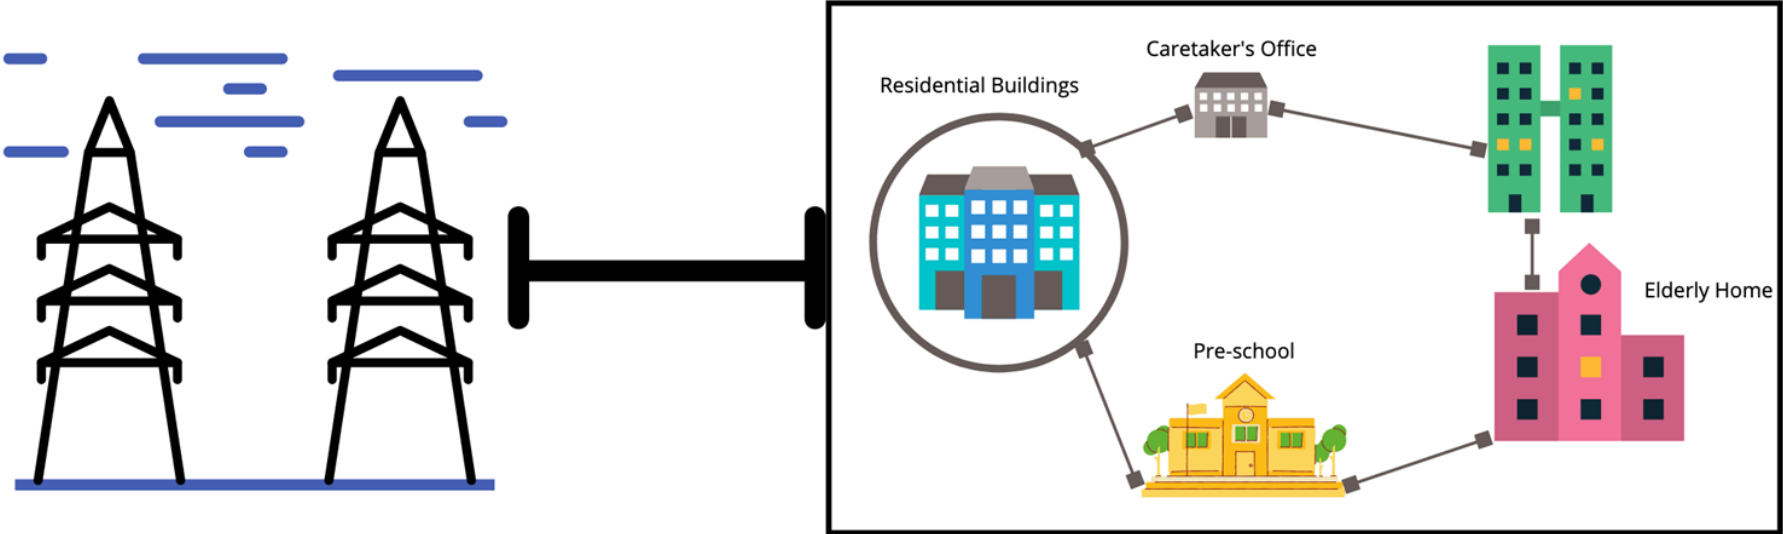 Caretaker's Office
Residential Buildings
Elderly Home
Pre-school